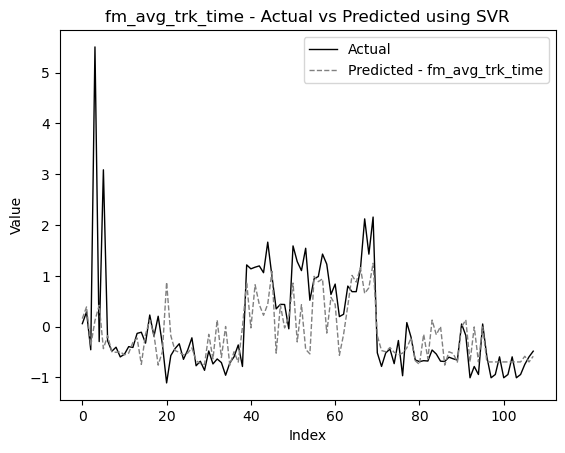 fm_avg_trk_time - Actual vs Predicted using SVR
Actual
Predicted - fm_avg_trk_time
Value
5
4
3
2
1
0
−1
0
20
40
60
80
100
Index